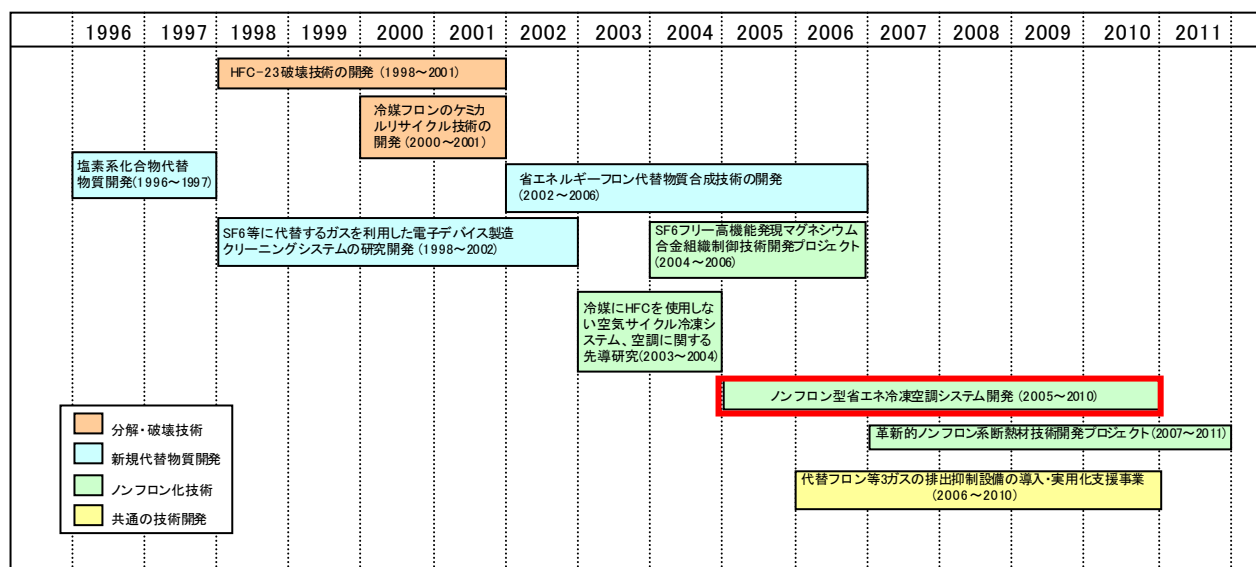 1996 1997 1998 1999 2000 2001 2002 2003 2004 2005 2006 2007 2008 2009 2010 2011
HFC-23破壊技術の開発 (1998～2001)
冷媒フロンのケミカ
ルリサイクル技術の
開発 (2000～2001)
塩素系化合物代替
物質開発(1996～1997)
省エネルギーフロン代替物質合成技術の開発
(2002～2006)
SF6等に代替するガスを利用した電子デバイス製造
クリーニングシステムの研究開発 (1998～2002)
SF6フリー高機能発現マグネシウム
合金組織制御技術開発プロジェクト
(2004～2006)
冷媒にHFCを使用しな
い空気サイクル冷凍シ
ステム、空調に関する
先導研究(2003～2004)
ノンフロン型省エネ冷凍空調システム開発 (2005～2010)
革新的ノンフロン系断熱材技術開発プロジェクト(2007～2011)
代替フロン等3ガスの排出抑制設備の導入・実用化支援事業
(2006～2010)
分解・破壊技術
新規代替物質開発
ノンフロン化技術
共通の技術開発